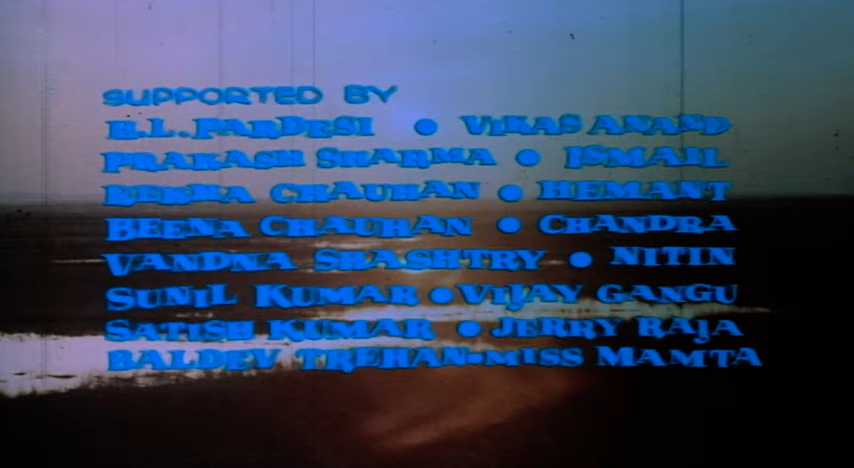 SUPPORTED BY
H.L. PARDESI • VIKAS ANAND
PRAKASH SHARMA • ISMAIL
CHAUHAN • HEMANT
BEENA CHAUHAN • CHANDRA
VANDNA SHASHTRY • NITIN
SUNIL KUMAR • VIJAY GANGU
SATISH KUMAR • JERRY RAJA
BALDEV TREHAN • MISS MAMTA